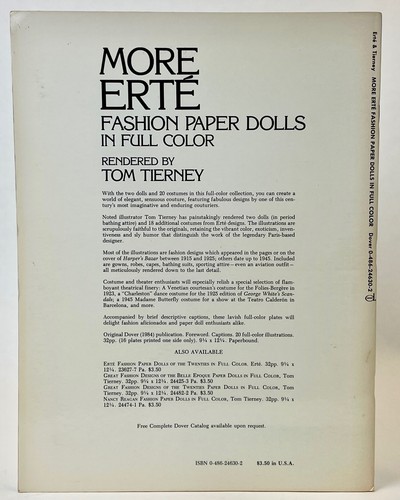 MORE
ERTÉ
FASHION PAPER DOLLS
IN FULL COLOR
RENDERED BY
TOM TIERNEY
With the two dolls and 20 costumes in this full-color collection, you can create a
world of elegant, sensuous couture, featuring fabulous designs by one of this cen-
tury's most imaginative and enduring couturiers.
Noted illustrator Tom Tierney has painstakingly rendered two dolls (in period
bathing attire) and 18 additional costumes from Erté designs. The illustrations are
scrupulously faithful to the originals, retaining the vibrant color, exoticism, inven-
tiveness and sly humor that distinguish the work of the legendary Paris-based
designer.
Most of the illustrations are fashion designs which appeared in the pages or on the
cover of Harper's Bazar between 1915 and 1925; others date up to 1945. Included
are gowns, robes, capes, bathing suits, sporting attire—even an aviation outfit—
all meticulously rendered down to the last detail.
Costume and theater enthusiasts will especially relish a special selection of flam-
boyant theatrical finery: A Venetian courtesan's costume for the Folies-Bergère in
1923, a "Charleston" dance costume for the 1925 edition of George White's Scan-
dals; a 1945 Madame Butterfly costume for a show at the Teatro Calderón in
Barcelona, and more.
Accompanied by brief descriptive captions, these lavish full-color plates will
delight fashion aficionados and paper doll enthusiasts alike.
Original Dover (1984) publication. Foreword. Captions. 20 full-color illustrations.
32pp. (16 plates printed one side only). 9¼ x 12¼. Paperbound.
ALSO AVAILABLE
Erté Fashion Paper Dolls of the Twenties in Full Color, Erté. 32pp. 9¼ x
12¼. 23627-7 Pa. $3.50
Great Fashion Designs of the Belle Epoque Paper Dolls in Full Color, Tom
Tierney. 32pp. 9¼ x 12¼. 24425-3 Pa. $3.50
Great Fashion Designs of the Twenties Paper Dolls in Full Color, Tom
Tierney. 32pp. 9¼ x 12¼. 24482-2 Pa. $3.50
Nancy Reagan Fashion Paper Dolls in Full Color, Tom Tierney. 32pp. 9¼ x
12¼. 24474-1 Pa. $3.50
Free Complete Dover Catalog available upon request.
ISBN 0-486-24630-2 $3.50 in U.S.A.
Erté & Tierney MORE ERTÉ FASHION PAPER DOLLS IN FULL COLOR Dover 0-486-24630-2